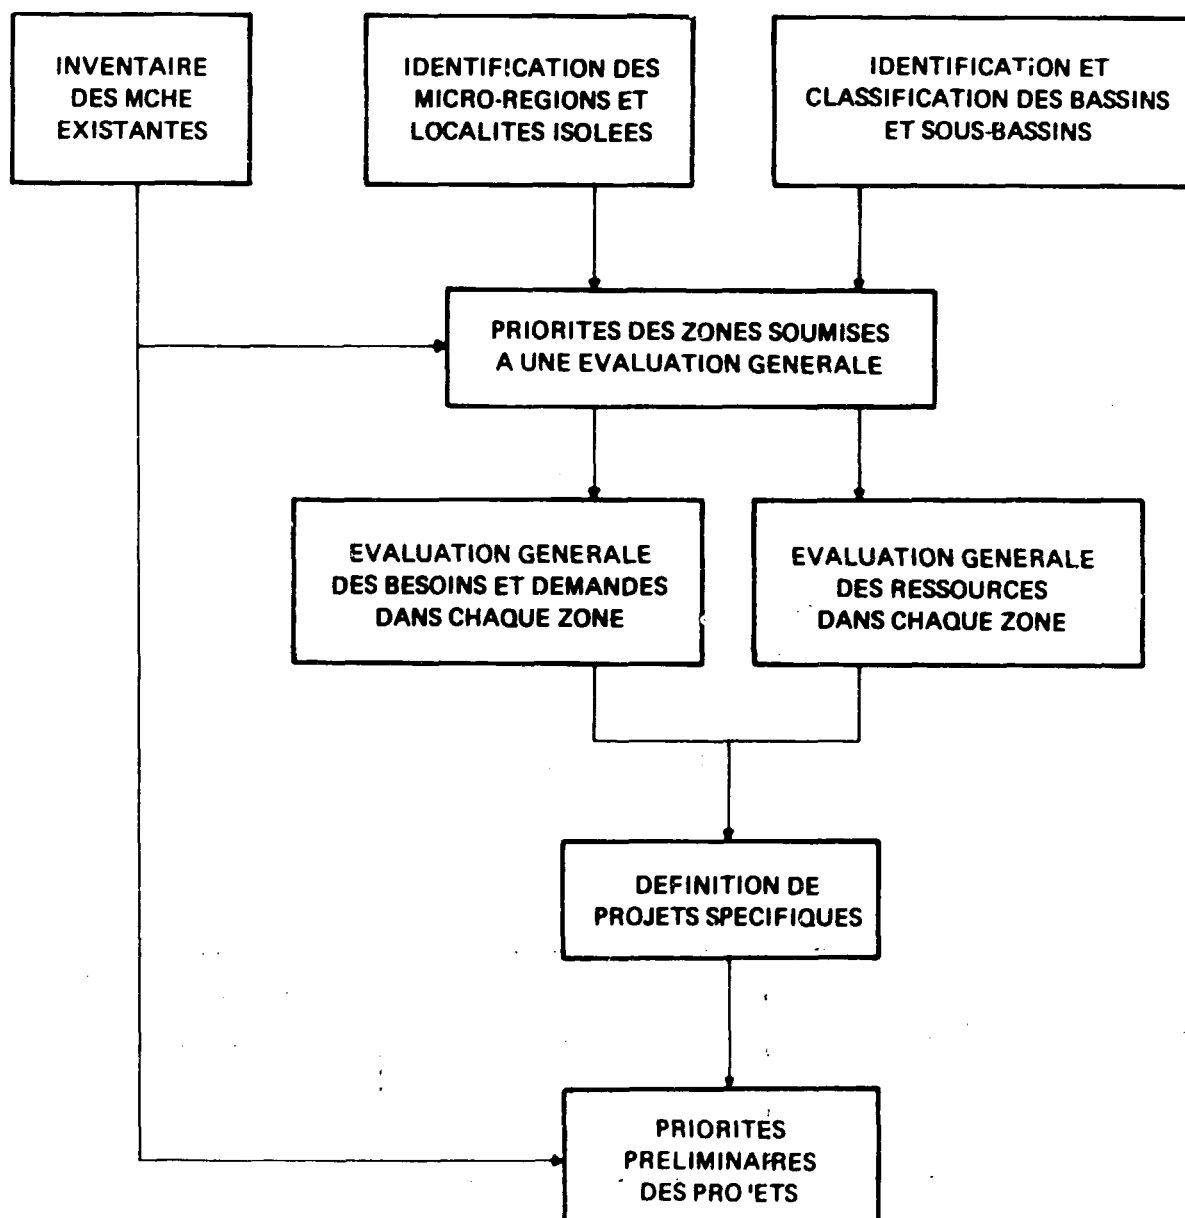 INVENTAIRE
DES MCHE
EXISTANTES
IDENTIFICATION DES
MICRO-REGIONS ET
LOCALITES ISOLEES
IDENTIFICATION ET
CLASSIFICATION DES BASSINS
ET SOUS-BASSINS
PRIORITES DES ZONES SOUMISES
A UNE EVALUATION GENERALE
EVALUATION GENERALE
DES BESOINS ET DEMANDES
DANS CHAQUE ZONE
EVALUATION GENERALE
DES RESSOURCES
DANS CHAQUE ZONE
DEFINITION DE
PROJETS SPECIFIQUES
PRIORITES
PRELIMINAIRES
DES PROJETS